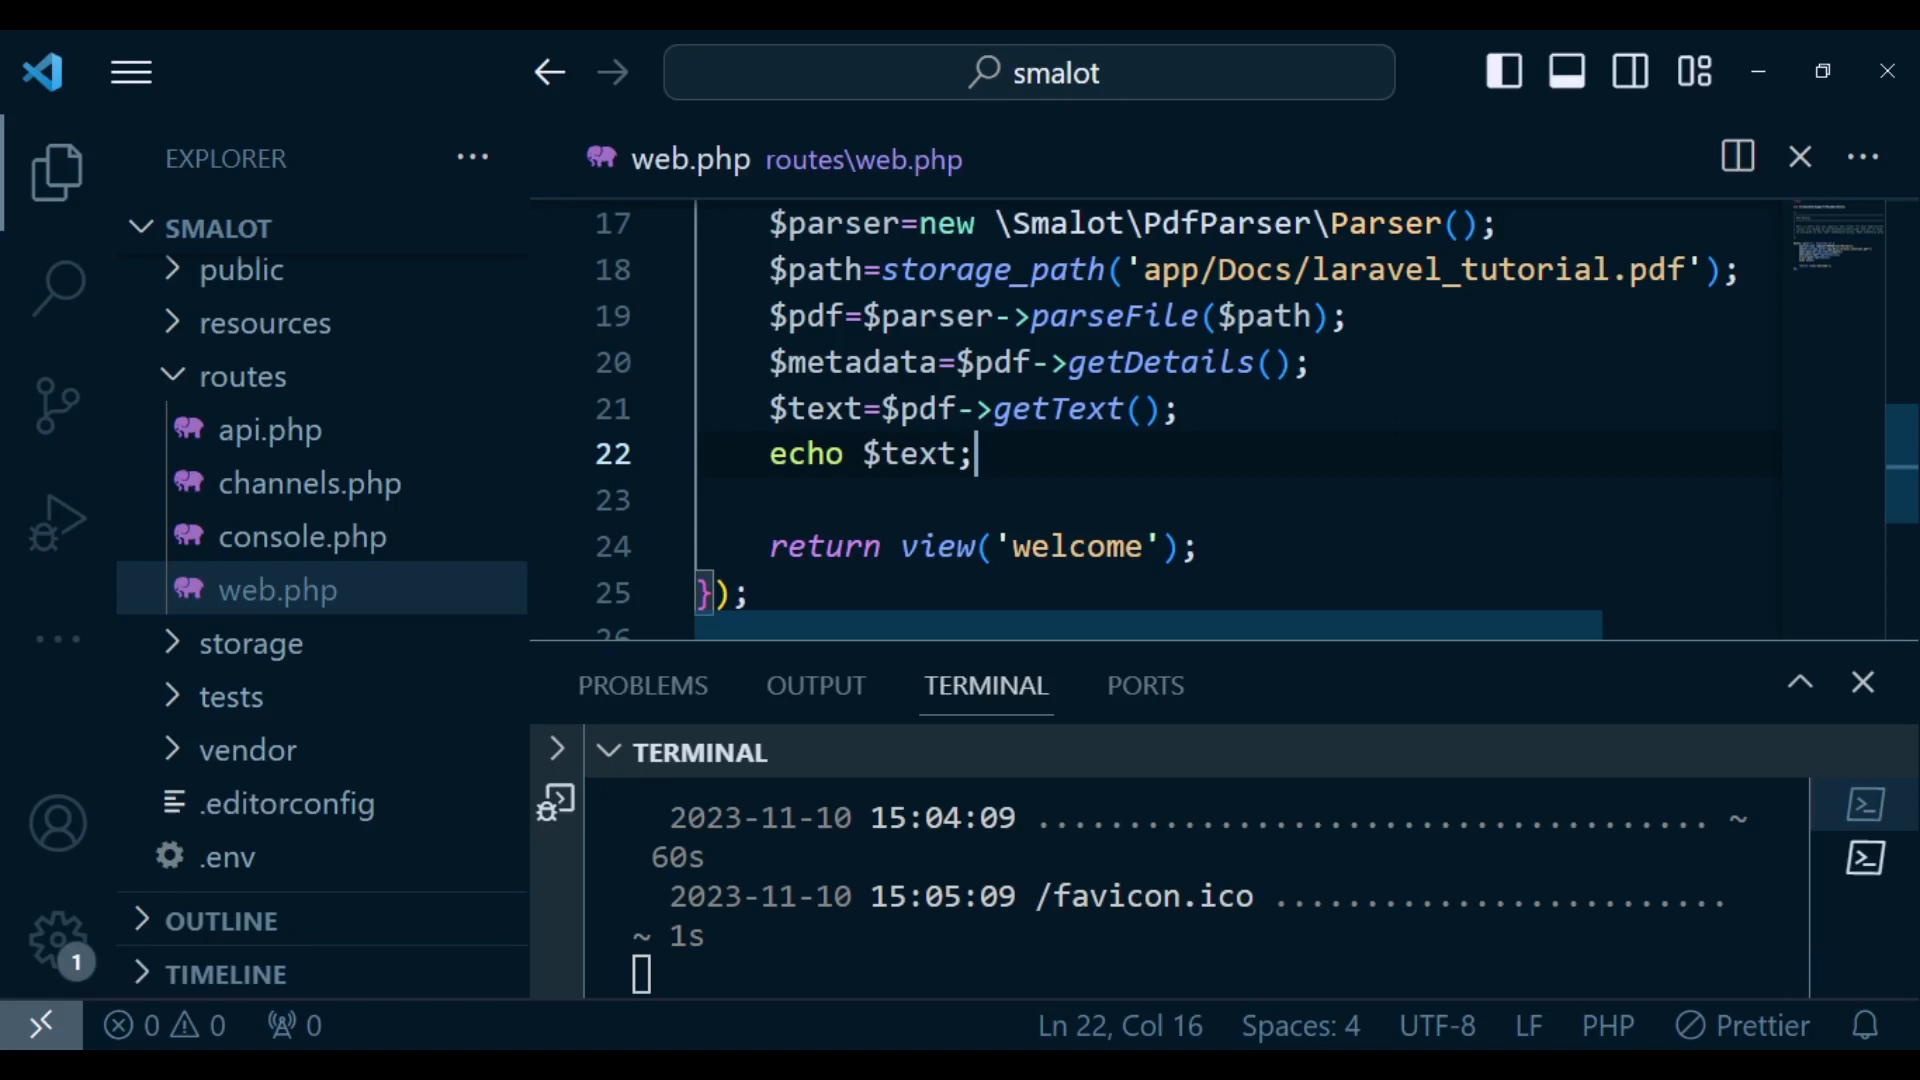 smalot
EXPLORER
web.php routes\web.php
SMALOT
public
resources
routes
api.php
channels.php
console.php
web.php
storage
tests
vendor
.editorconfig
.env
OUTLINE
TIMELINE
17 $parser=new \Smalot\PdfParser\Parser();
18 $path=storage_path('app/Docs/laravel_tutorial.pdf');
19 $pdf=$parser->parseFile($path);
20 $metadata=$pdf->getDetails();
21 $text=$pdf->getText();
22 echo $text;
23
24 return view('welcome');
25 });
26
PROBLEMS OUTPUT TERMINAL PORTS
TERMINAL
2023-11-10 15:04:09 ..................................... ~
60s
2023-11-10 15:05:09 /favicon.ico .........................
~ 1s
1
0 0 0 Ln 22, Col 16 Spaces: 4 UTF-8 LF PHP Prettier